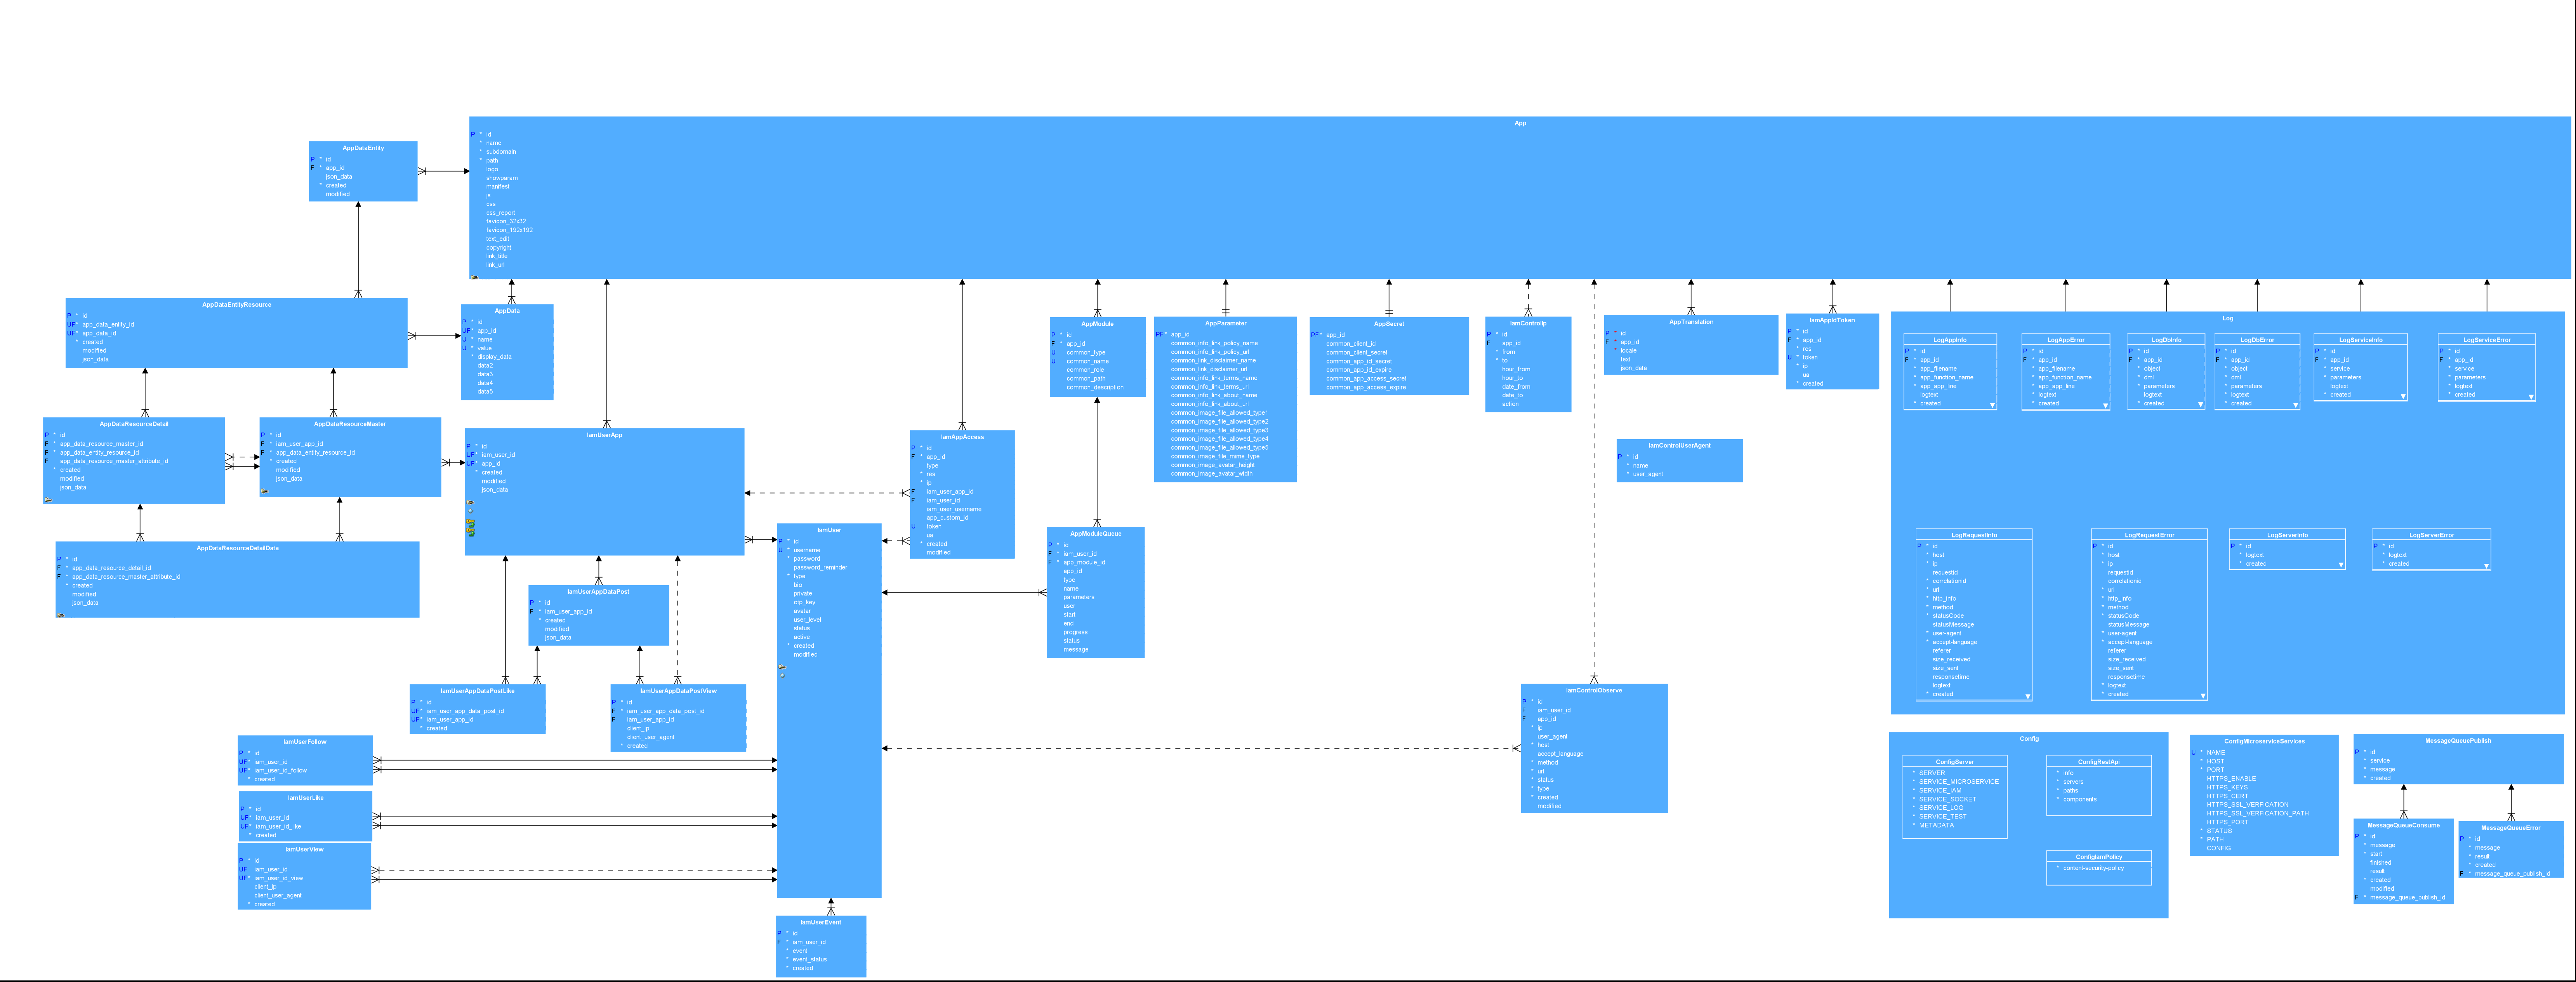 App
P * id
* name
* subdomain
* path
logo
showparam
manifest
js
css
css_report
favicon_32x32
favicon_192x192
text_edit
copyright
link_title
link_url
AppDataEntity
P * id
F * app_id
json_data
* created
modified
AppDataEntityResource
P * id
UF* app_data_entity_id
UF* app_data_id
* created
modified
json_data
AppData
P * id
UF* app_id
U * name
U * value
* display_data
data2
data3
data4
data5
AppDataResourceDetail
P * id
F * app_data_resource_master_id
F * app_data_entity_resource_id
F app_data_resource_master_attribute_id
* created
modified
json_data
AppDataResourceMaster
P * id
F * iam_user_app_id
F * app_data_entity_resource_id
* created
modified
json_data
AppDataResourceDetailData
P * id
F * app_data_resource_detail_id
F * app_data_resource_master_attribute_id
* created
modified
json_data
IamUserApp
P * id
UF* iam_user_id
UF* app_id
* created
modified
json_data
IamAppAccess
P * id
F * app_id
type
* res
* ip
F iam_user_app_id
F iam_user_id
iam_user_username
app_custom_id
U token
ua
* created
modified
AppModule
P * id
F * app_id
U common_type
U common_name
common_role
common_path
common_description
AppParameter
PF* app_id
common_info_link_policy_name
common_info_link_policy_url
common_link_disclaimer_name
common_link_disclaimer_url
common_info_link_terms_name
common_info_link_terms_url
common_info_link_about_name
common_info_link_about_url
common_image_file_allowed_type1
common_image_file_allowed_type2
common_image_file_allowed_type3
common_image_file_allowed_type4
common_image_file_allowed_type5
common_image_file_mime_type
common_image_avatar_height
common_image_avatar_width
AppSecret
PF* app_id
common_client_id
common_client_secret
common_app_id_secret
common_app_id_expire
common_app_access_secret
common_app_access_expire
IamControlIp
P * id
F app_id
* from
* to
hour_from
hour_to
date_from
date_to
action
AppTranslation
P * id
F * app_id
* locale
text
json_data
IamAppIdToken
P * id
F * app_id
* res
U * token
* ip
ua
* created
IamControlUserAgent
P * id
* name
* user_agent
Log
LogAppInfo
P * id
F * app_id
* app_filename
* app_function_name
* app_app_line
logtext
* created
LogAppError
P * id
F * app_id
* app_filename
* app_function_name
* app_app_line
* logtext
* created
LogDbInfo
P * id
F * app_id
* object
* dml
* parameters
logtext
* created
LogDbError
P * id
F * app_id
* object
* dml
* parameters
* logtext
* created
LogServiceInfo
P * id
F * app_id
* service
* parameters
logtext
* created
LogServiceError
P * id
F * app_id
* service
* parameters
* logtext
* created
LogRequestInfo
P * id
* host
* ip
requestid
* correlationid
* url
* http_info
* method
* statusCode
statusMessage
* user-agent
* accept-language
referer
size_received
size_sent
responsetime
logtext
* created
LogRequestError
P * id
* host
* ip
requestid
correlationid
* url
* http_info
* method
* statusCode
statusMessage
* user-agent
* accept-language
referer
size_received
size_sent
responsetime
* logtext
* created
LogServerInfo
P * id
* logtext
* created
LogServerError
P * id
* logtext
* created
IamUser
P * id
U * username
* password
password_reminder
* type
bio
private
otp_key
avatar
user_level
status
active
* created
modified
AppModuleQueue
P * id
F * iam_user_id
F * app_module_id
app_id
type
name
parameters
user
start
end
progress
status
message
IamUserAppDataPost
P * id
F * iam_user_app_id
* created
modified
json_data
IamUserAppDataPostLike
P * id
UF* iam_user_app_data_post_id
UF* iam_user_app_id
* created
IamUserAppDataPostView
P * id
F * iam_user_app_data_post_id
F iam_user_app_id
client_ip
client_user_agent
* created
IamControlObserve
P * id
F iam_user_id
F app_id
* ip
user_agent
* host
accept_language
* method
* url
* status
* type
* created
modified
IamUserFollow
P * id
UF* iam_user_id
UF* iam_user_id_follow
* created
IamUserLike
P * id
UF* iam_user_id
UF* iam_user_id_like
* created
IamUserView
P * id
UF iam_user_id
UF* iam_user_id_view
client_ip
client_user_agent
* created
IamUserEvent
P * id
F * iam_user_id
* event
* event_status
* created
Config
ConfigServer
* SERVER
* SERVICE_MICROSERVICE
* SERVICE_IAM
* SERVICE_SOCKET
* SERVICE_LOG
* SERVICE_TEST
* METADATA
ConfigRestApi
* info
* servers
* paths
* components
ConfigIamPolicy
* content-security-policy
ConfigMicroserviceServices
U * NAME
* HOST
* PORT
HTTPS_ENABLE
HTTPS_KEYS
HTTPS_CERT
HTTPS_SSL_VERFICATION
HTTPS_SSL_VERFICATION_PATH
HTTPS_PORT
* STATUS
* PATH
CONFIG
MessageQueuePublish
P * id
* service
* message
* created
MessageQueueConsume
P * id
* message
* start
finished
result
* created
modified
F * message_queue_publish_id
MessageQueueError
P * id
* message
* result
* created
F * message_queue_publish_id